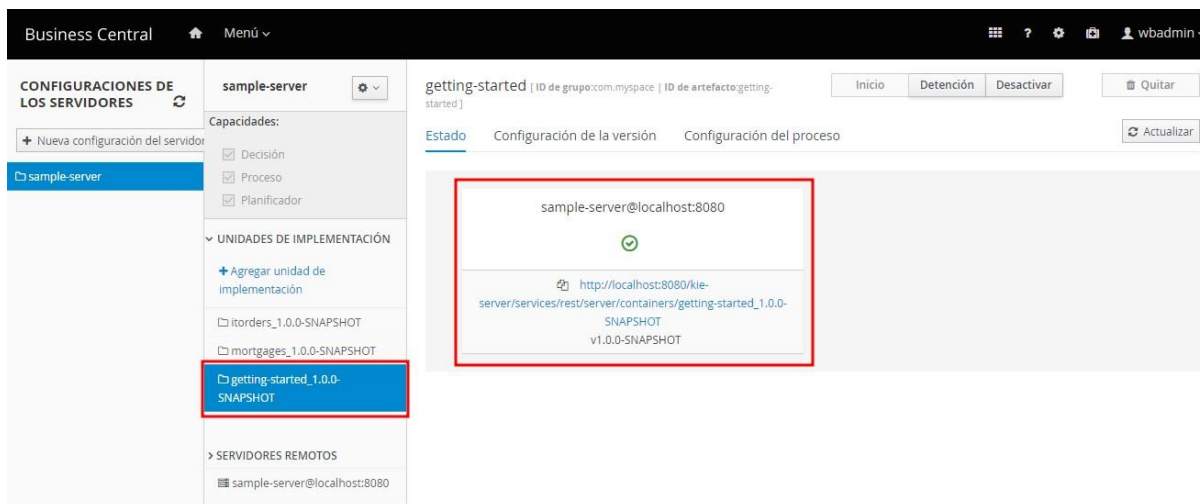 Business Central
Menú
? 
wbadmin
CONFIGURACIONES DE
LOS SERVIDORES
+ Nueva configuración del servidor
sample-server
sample-server
Capacidades:
Decisión
Proceso
Planificador
UNIDADES DE IMPLEMENTACIÓN
+ Agregar unidad de
implementación
itorders_1.0.0-SNAPSHOT
mortgages_1.0.0-SNAPSHOT
getting-started_1.0.0-
SNAPSHOT
SERVIDORES REMOTOS
sample-server@localhost:8080
getting-started [ ID de grupo:com.myspace | ID de artefacto:getting-
started ]
Inicio
Detención
Desactivar
Quitar
Estado
Configuración de la versión
Configuración del proceso
Actualizar
sample-server@localhost:8080
http://localhost:8080/kie-
server/services/rest/server/containers/getting-started_1.0.0-
SNAPSHOT
v1.0.0-SNAPSHOT